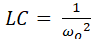 LC = 1/ω₀²